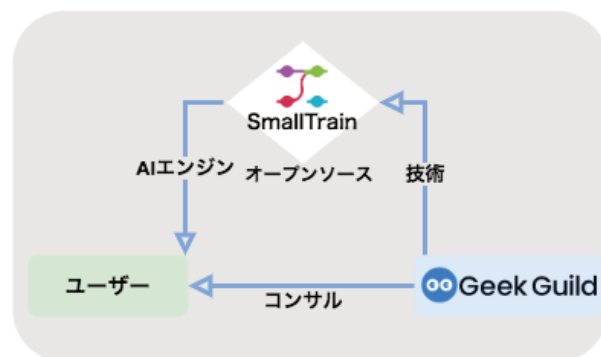 SmallTrain
AIエンジン
オープンソース
技術
ユーザー
コンサル
Geek Guild